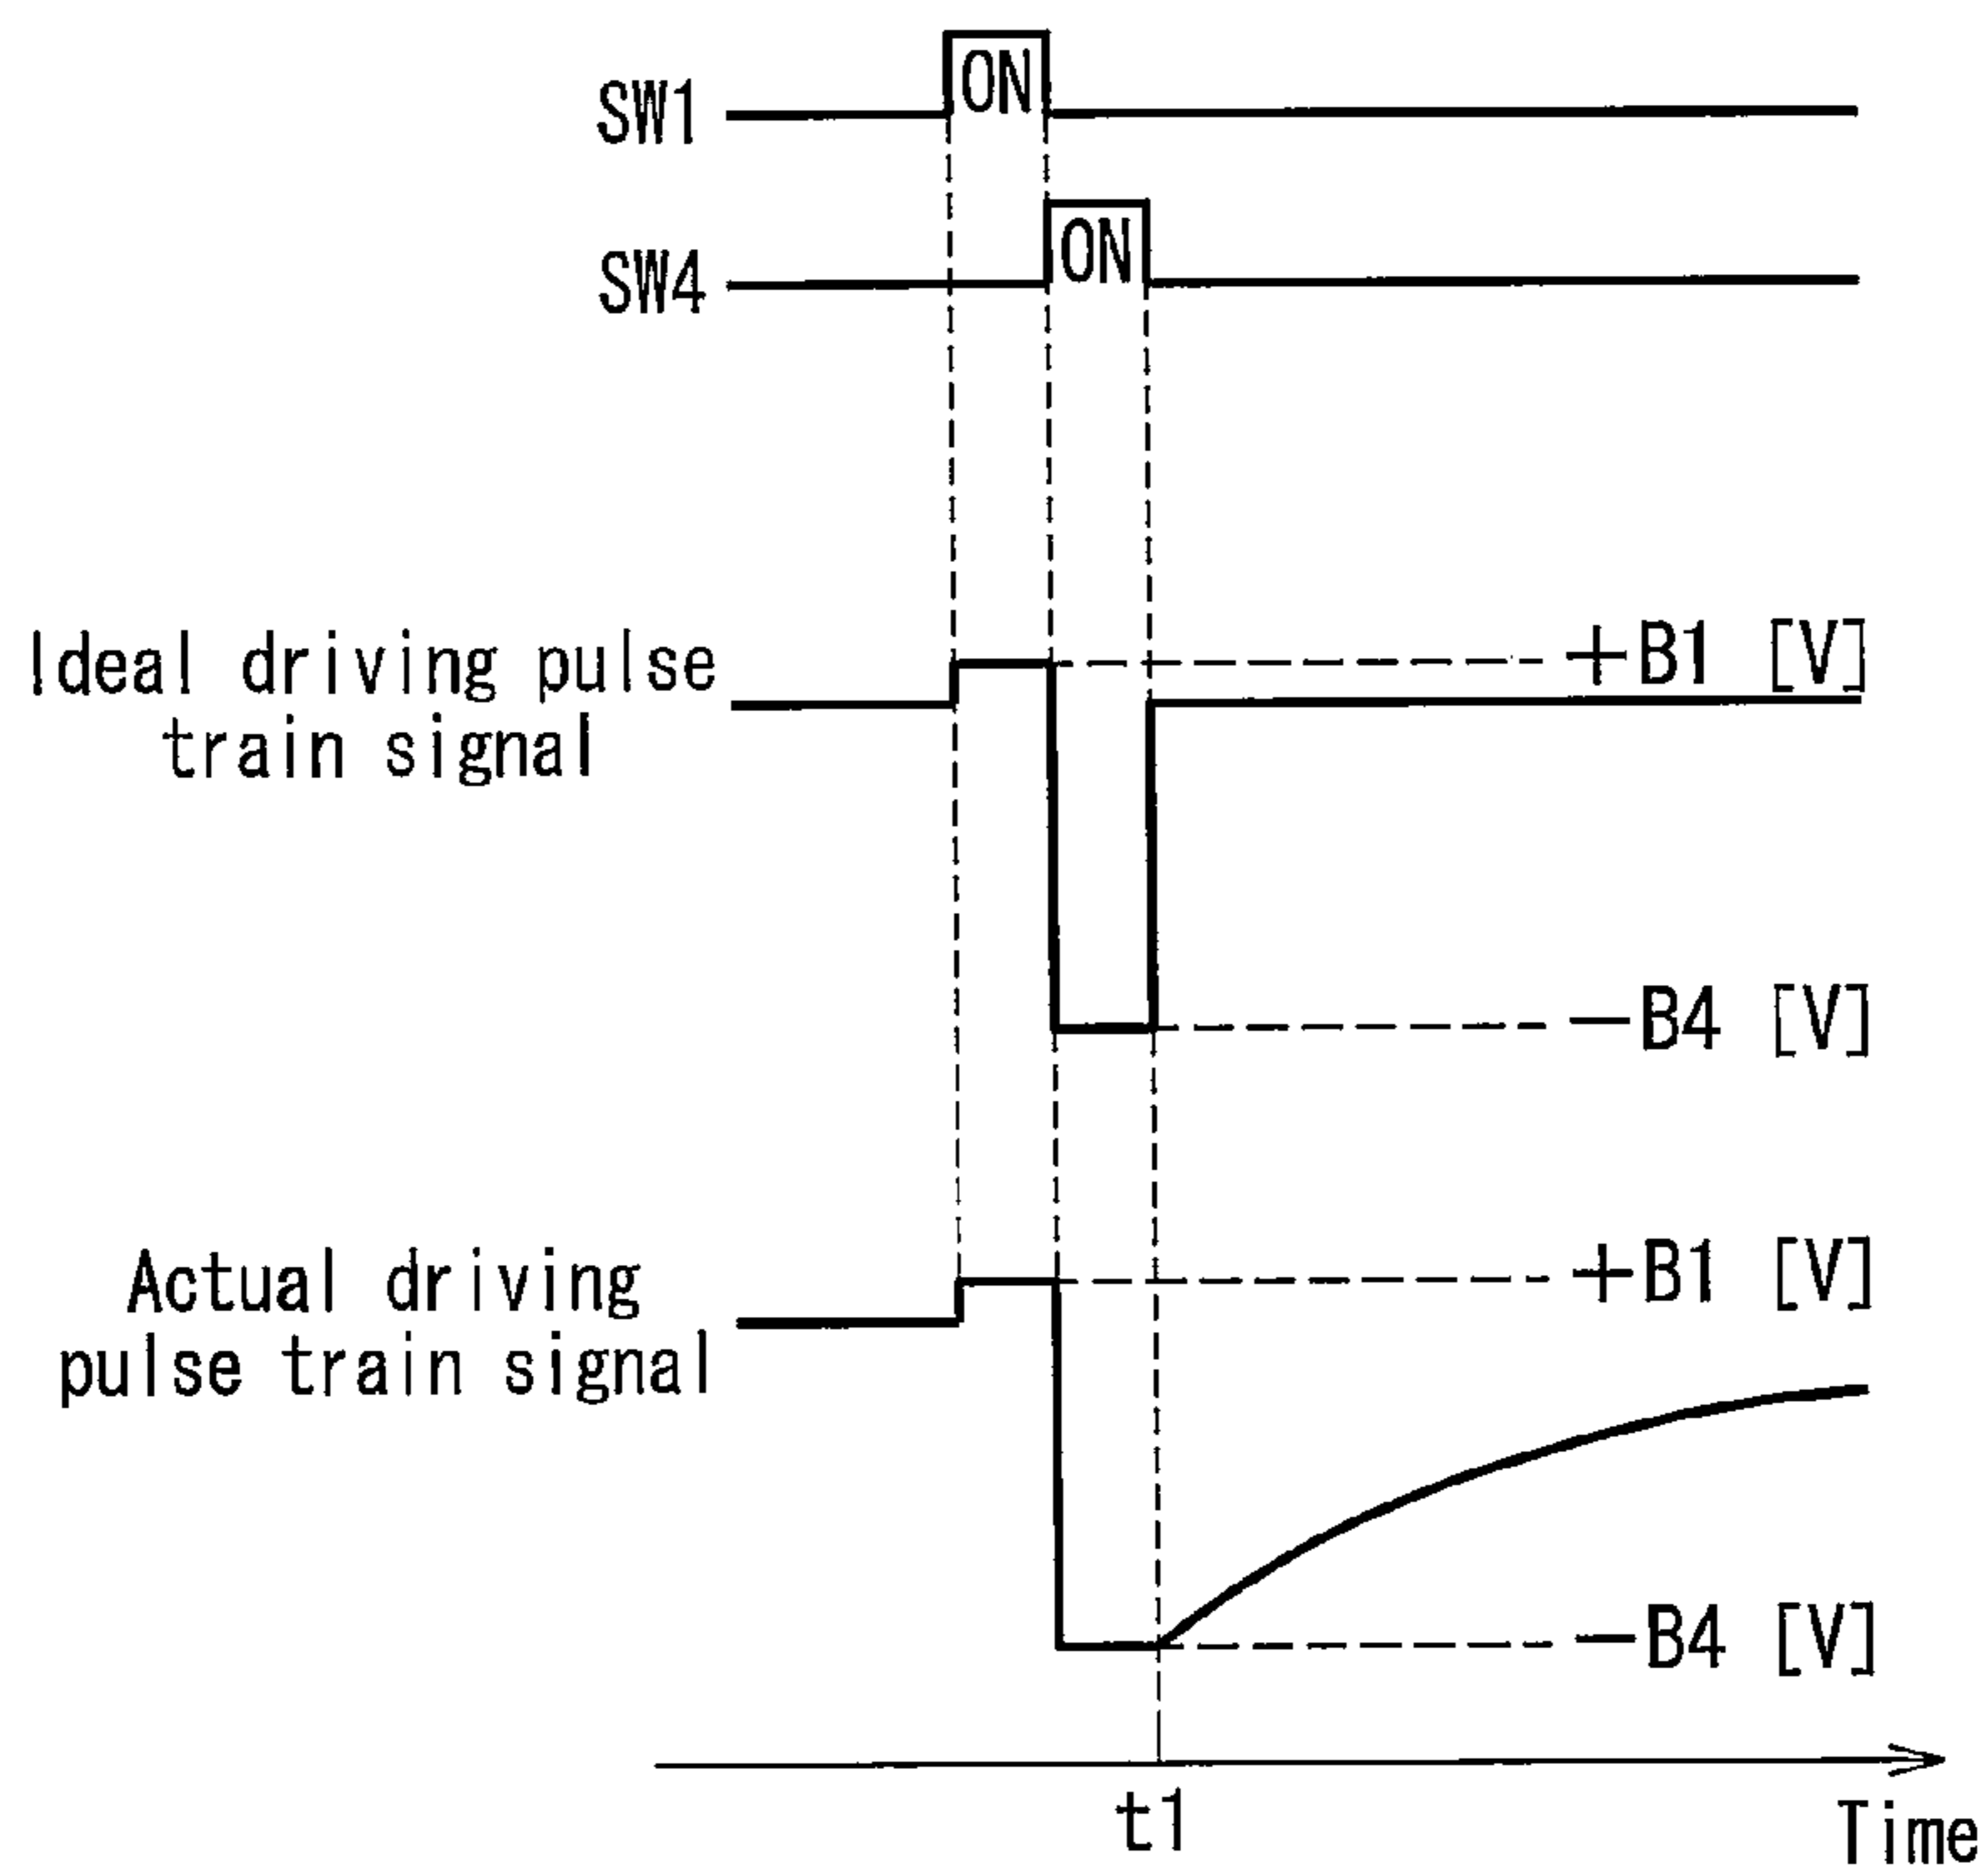 SW1
ON
SW4
ON
Ideal driving pulse
train signal
+B1 [V]
−B4 [V]
Actual driving
pulse train signal
+B1 [V]
−B4 [V]
t1
Time